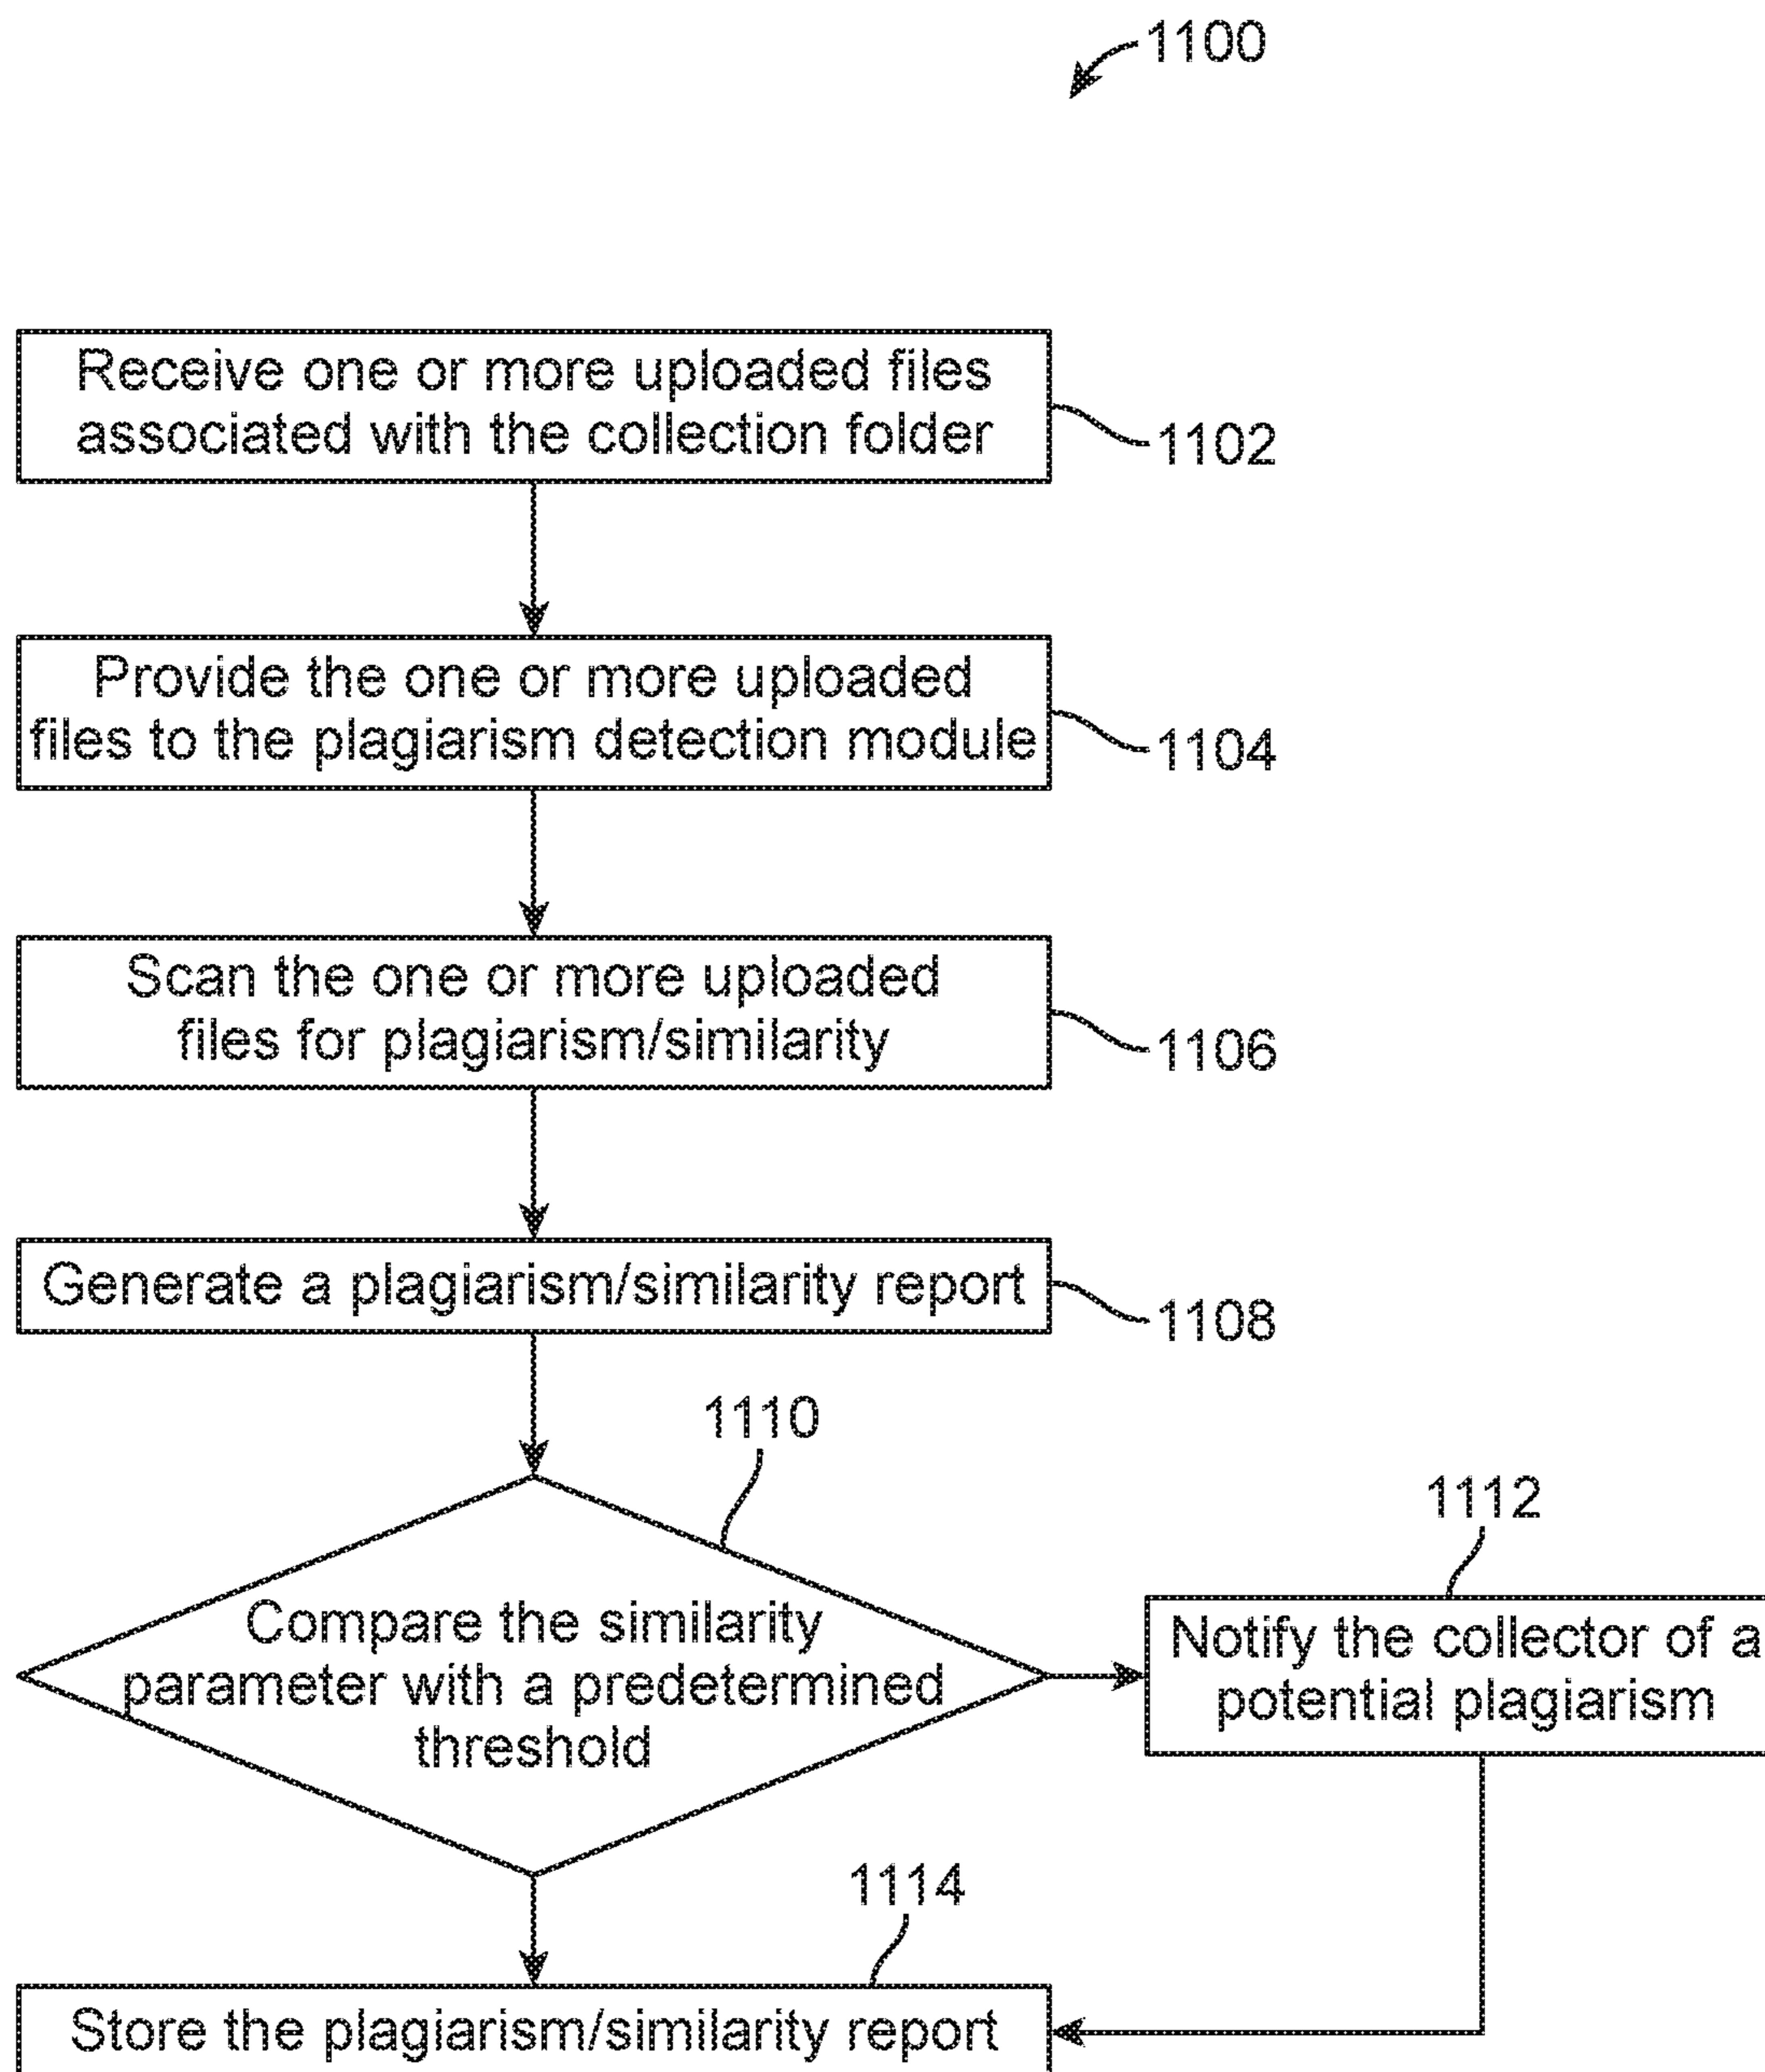 1100
Receive one or more uploaded files
associated with the collection folder
1102
Provide the one or more uploaded
files to the plagiarism detection module
1104
Scan the one or more uploaded
files for plagiarism/similarity
1106
Generate a plagiarism/similarity report
1108
1110
Compare the similarity
parameter with a predetermined
threshold
1112
Notify the collector of a
potential plagiarism
1114
Store the plagiarism/similarity report